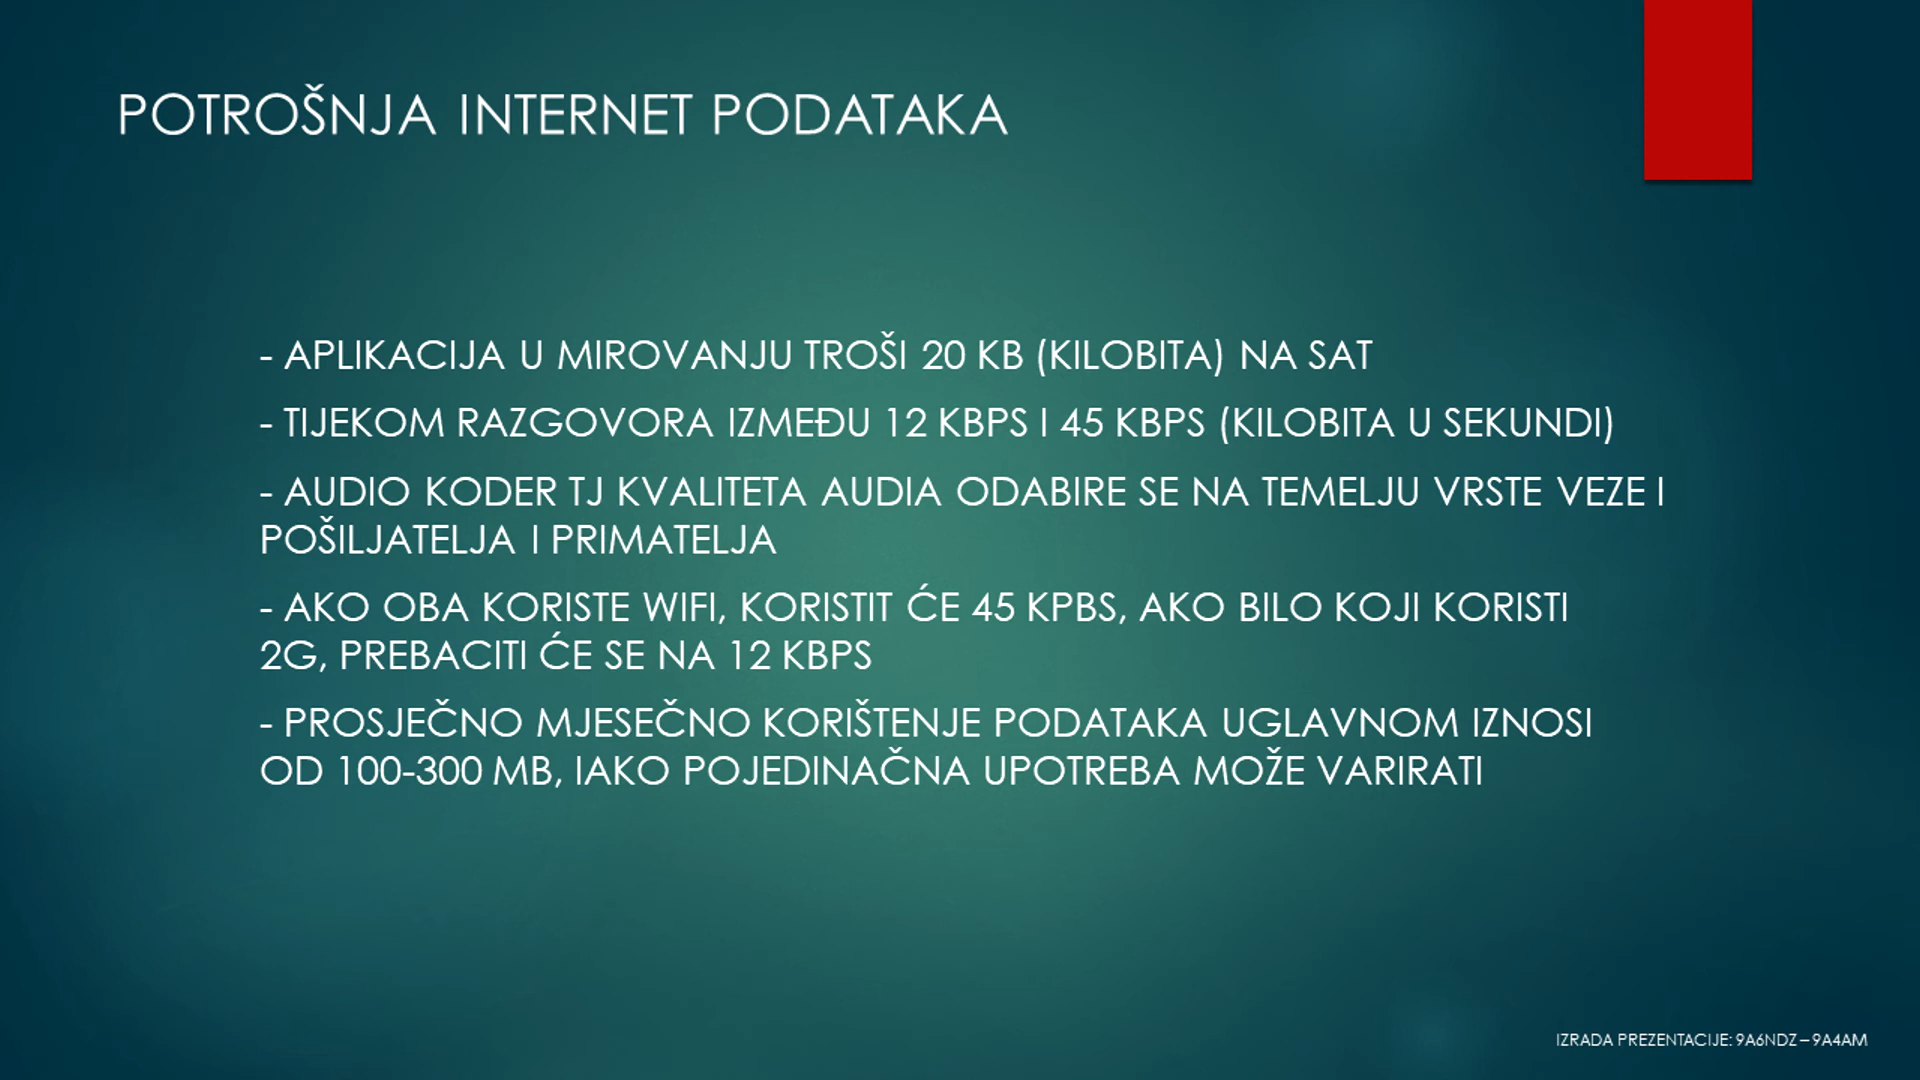 POTROŠNJA INTERNET PODATAKA
- APLIKACIJA U MIROVANJU TROŠI 20 KB (KILOBITA) NA SAT
- TIJEKOM RAZGOVORA IZMEĐU 12 KBPS I 45 KBPS (KILOBITA U SEKUNDI)
- AUDIO KODER TJ KVALITETA AUDIA ODABIRE SE NA TEMELJU VRSTE VEZE I
POŠILJATELJA I PRIMATELJA
- AKO OBA KORISTE WIFI, KORISTIT ĆE 45 KPBS, AKO BILO KOJI KORISTI
2G, PREBACITI ĆE SE NA 12 KBPS
- PROSJEČNO MJESEČNO KORIŠTENJE PODATAKA UGLAVNOM IZNOSI
OD 100-300 MB, IAKO POJEDINAČNA UPOTREBA MOŽE VARIRATI
IZRADA PREZENTACIJE: 9A6NDZ – 9A4AM